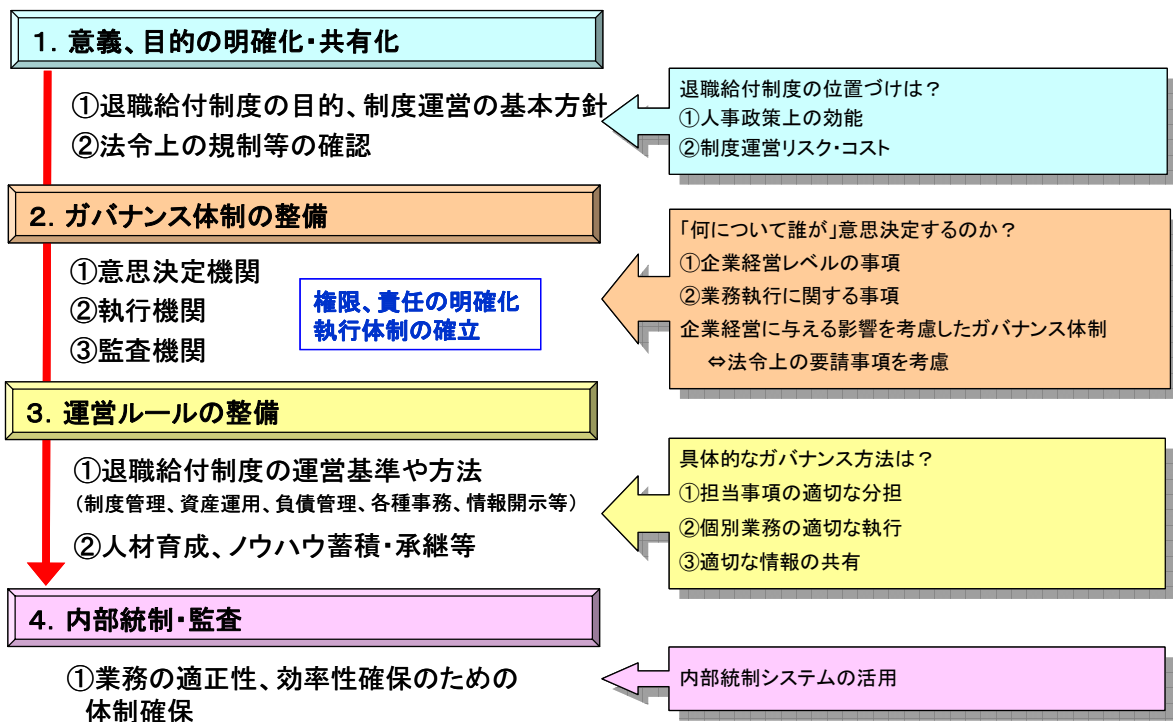 １．意義、目的の明確化・共有化
①退職給付制度の目的、制度運営の基本方針
②法令上の規制等の確認
退職給付制度の位置づけは？
①人事政策上の効能
②制度運営リスク・コスト
２．ガバナンス体制の整備
①意思決定機関
②執行機関
③監査機関
権限、責任の明確化
執行体制の確立
「何について誰が」意思決定するのか？
①企業経営レベルの事項
②業務執行に関する事項
企業経営に与える影響を考慮したガバナンス体制
⇔法令上の要請事項を考慮
３．運営ルールの整備
①退職給付制度の運営基準や方法
（制度管理、資産運用、負債管理、各種事務、情報開示等）
②人材育成、ノウハウ蓄積・承継等
具体的なガバナンス方法は？
①担当事項の適切な分担
②個別業務の適切な執行
③適切な情報の共有
４．内部統制・監査
①業務の適正性、効率性確保のための
体制確保
内部統制システムの活用